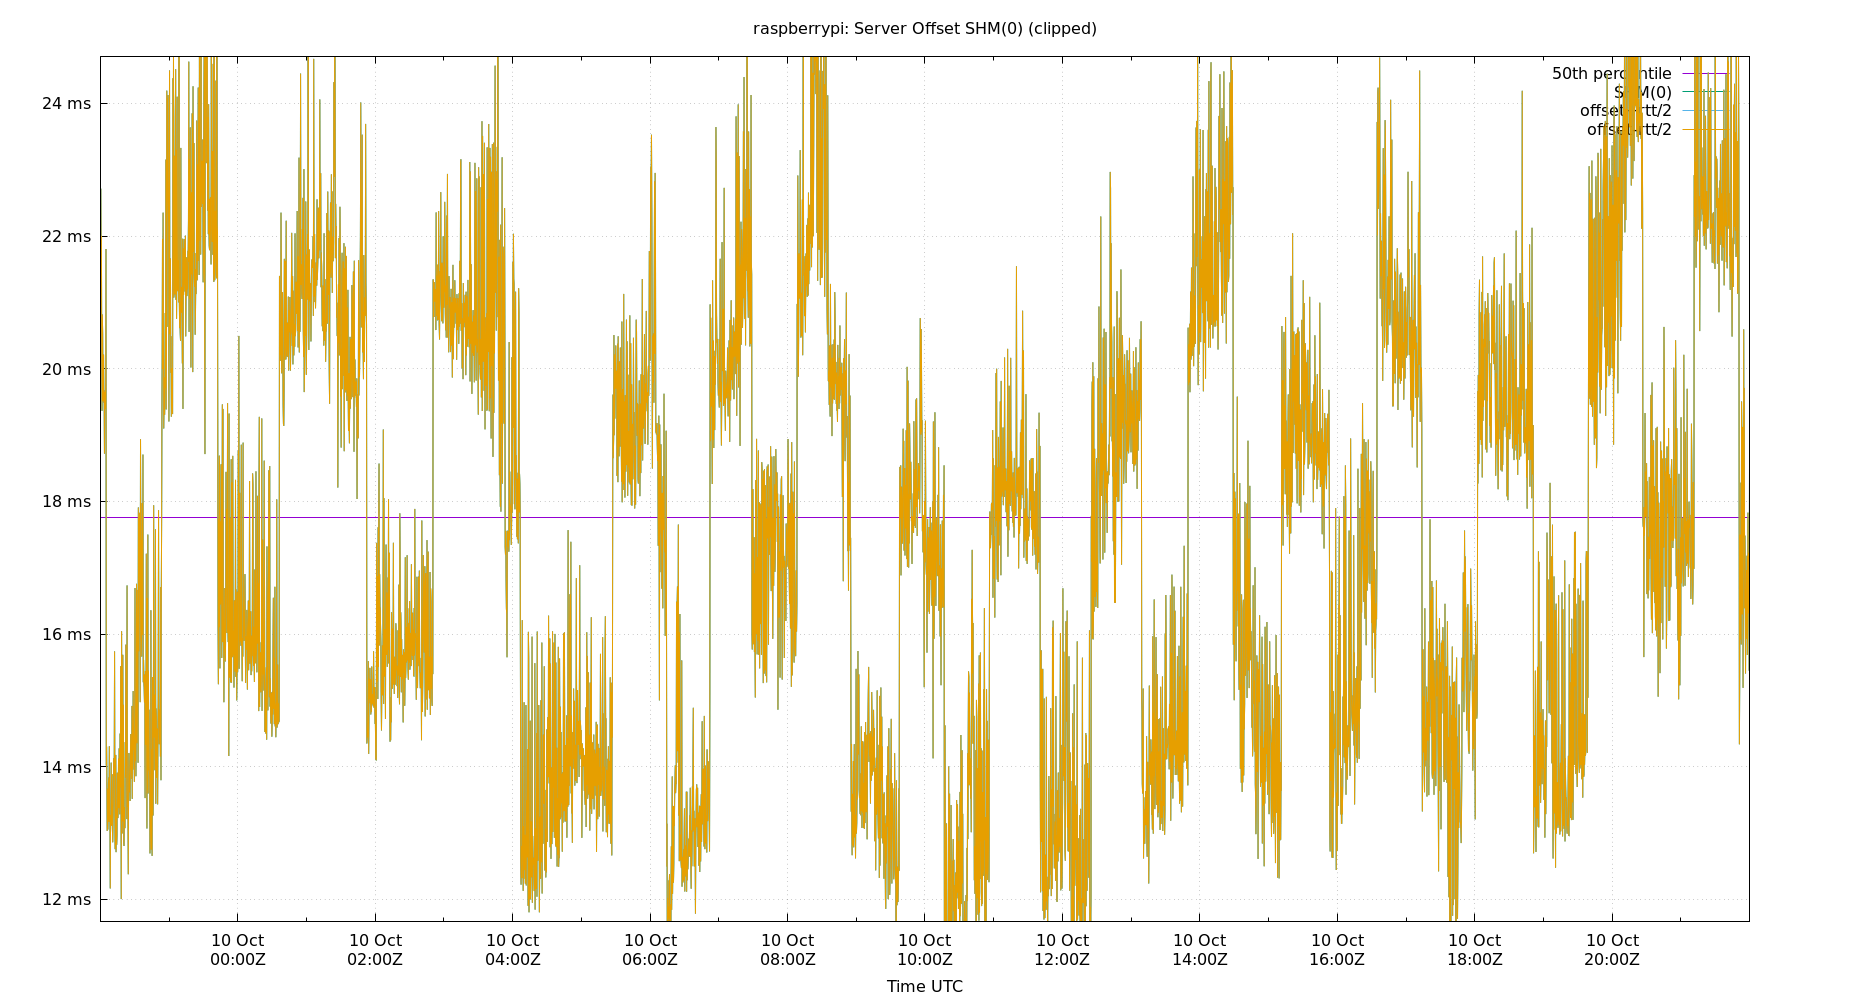 raspberrypi: Server Offset SHM(0) (clipped)
50th percentile
SHM(0)
offset+rtt/2
offset-rtt/2
24 ms
22 ms
20 ms
18 ms
16 ms
14 ms
12 ms
10 Oct 10 Oct 10 Oct 10 Oct 10 Oct 10 Oct 10 Oct 10 Oct 10 Oct 10 Oct 10 Oct
00:00Z 02:00Z 04:00Z 06:00Z 08:00Z 10:00Z 12:00Z 14:00Z 16:00Z 18:00Z 20:00Z
Time UTC